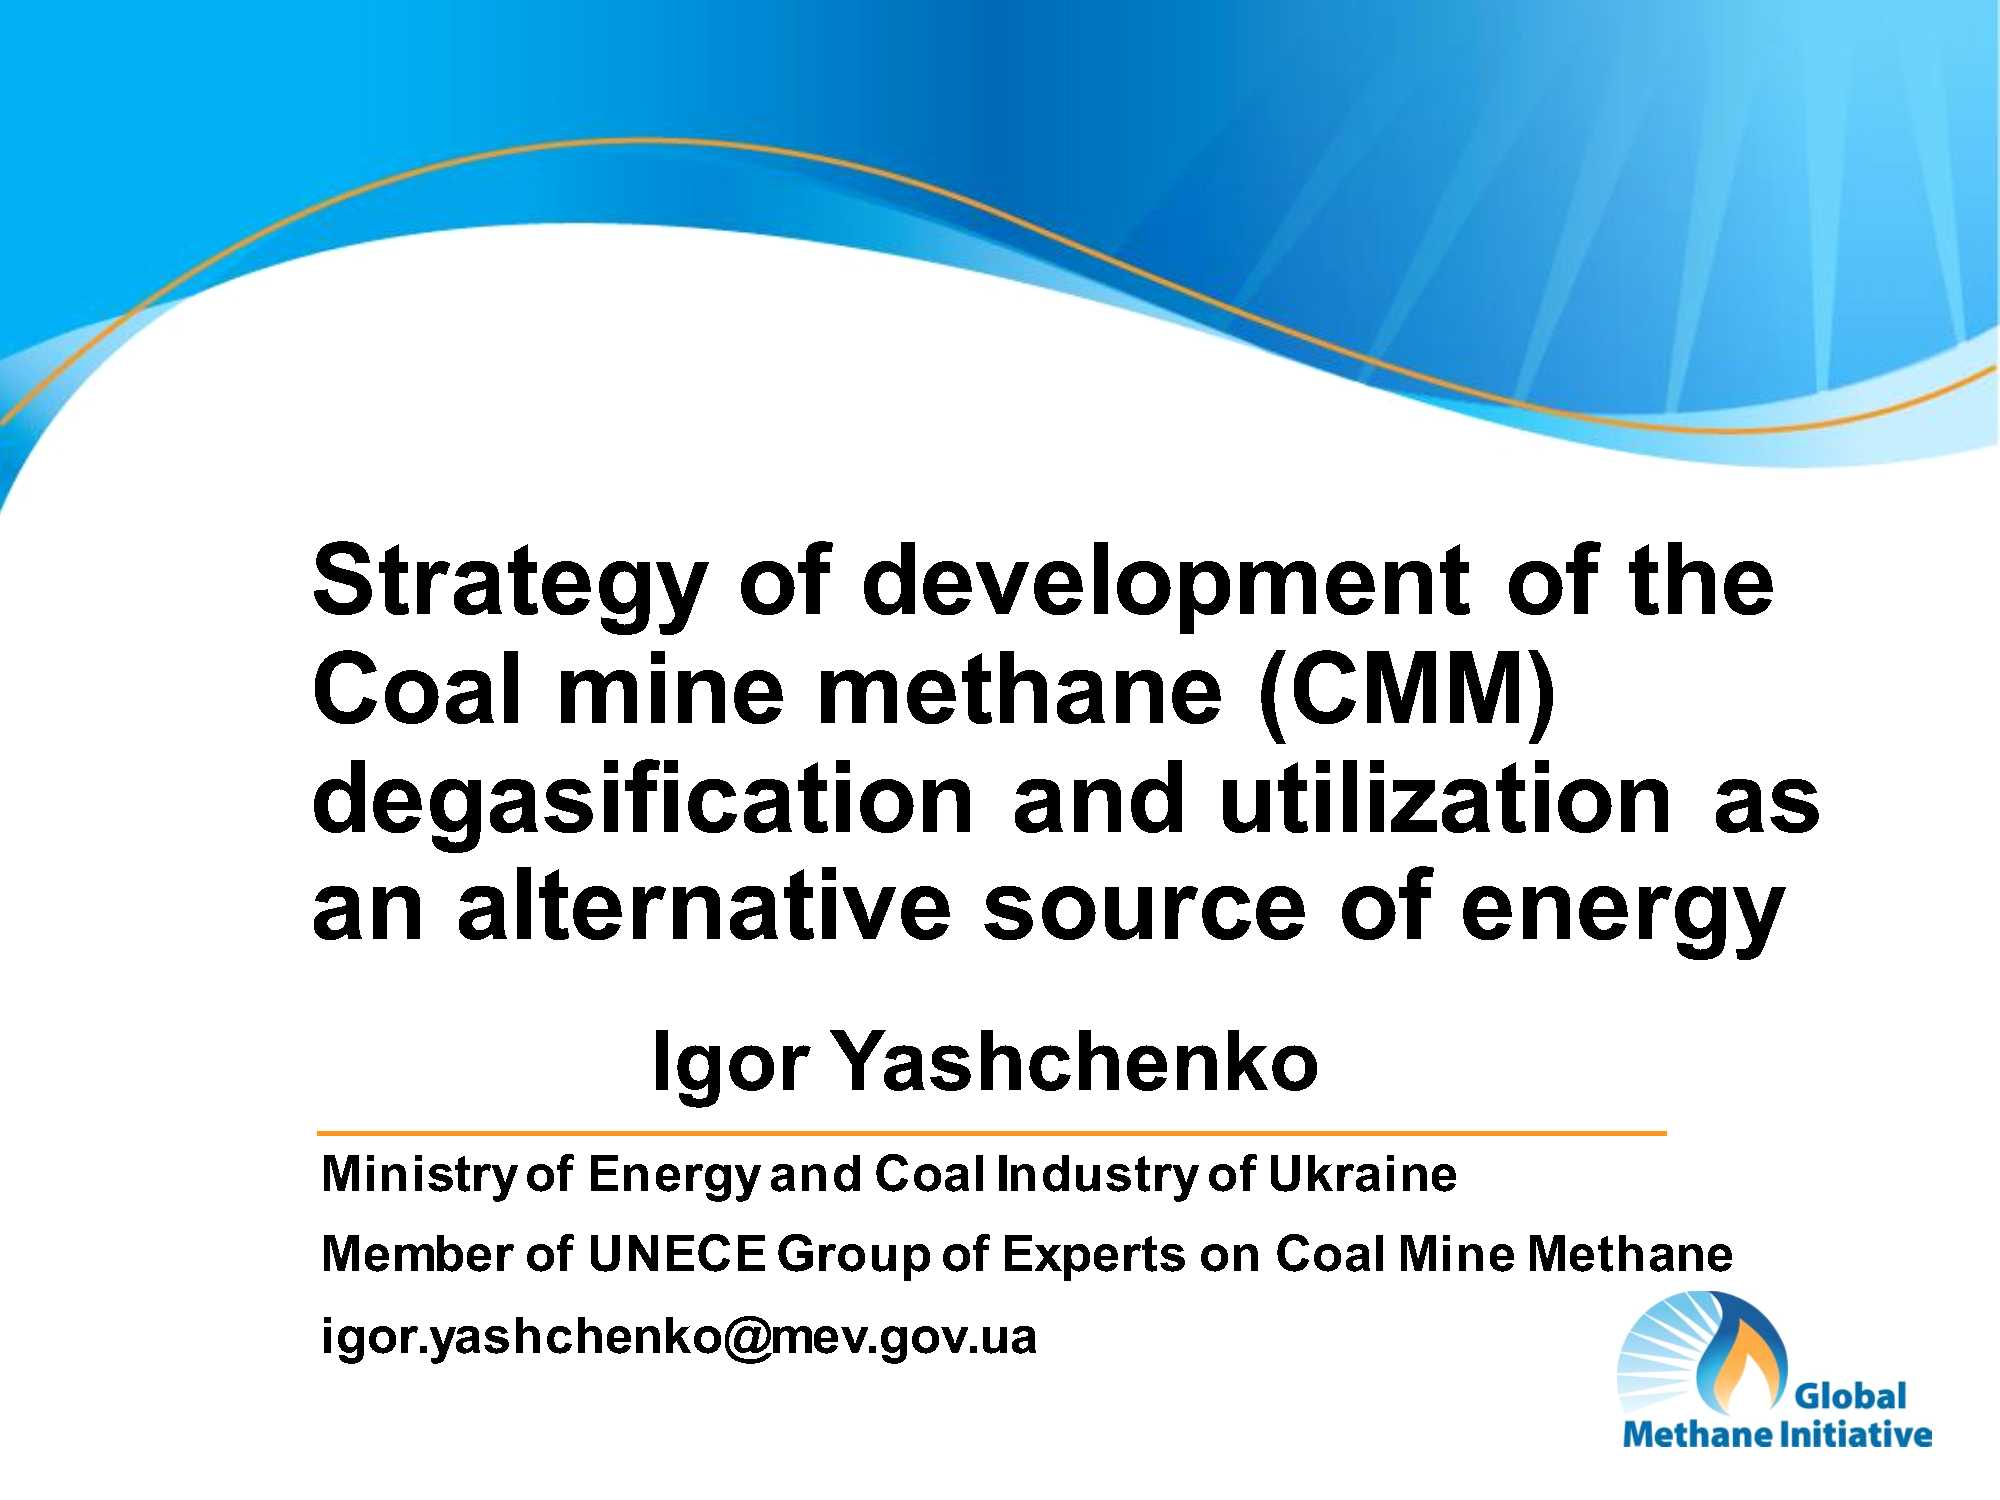 Strategy of development of the
Coal mine methane (CMM)
degasification and utilization as
an alternative source of energy
Igor Yashchenko
Ministry of Energy and Coal Industry of Ukraine
Member of UNECE Group of Experts on Coal Mine Methane
igor.yashchenko@mev.gov.ua
Global
Methane Initiative